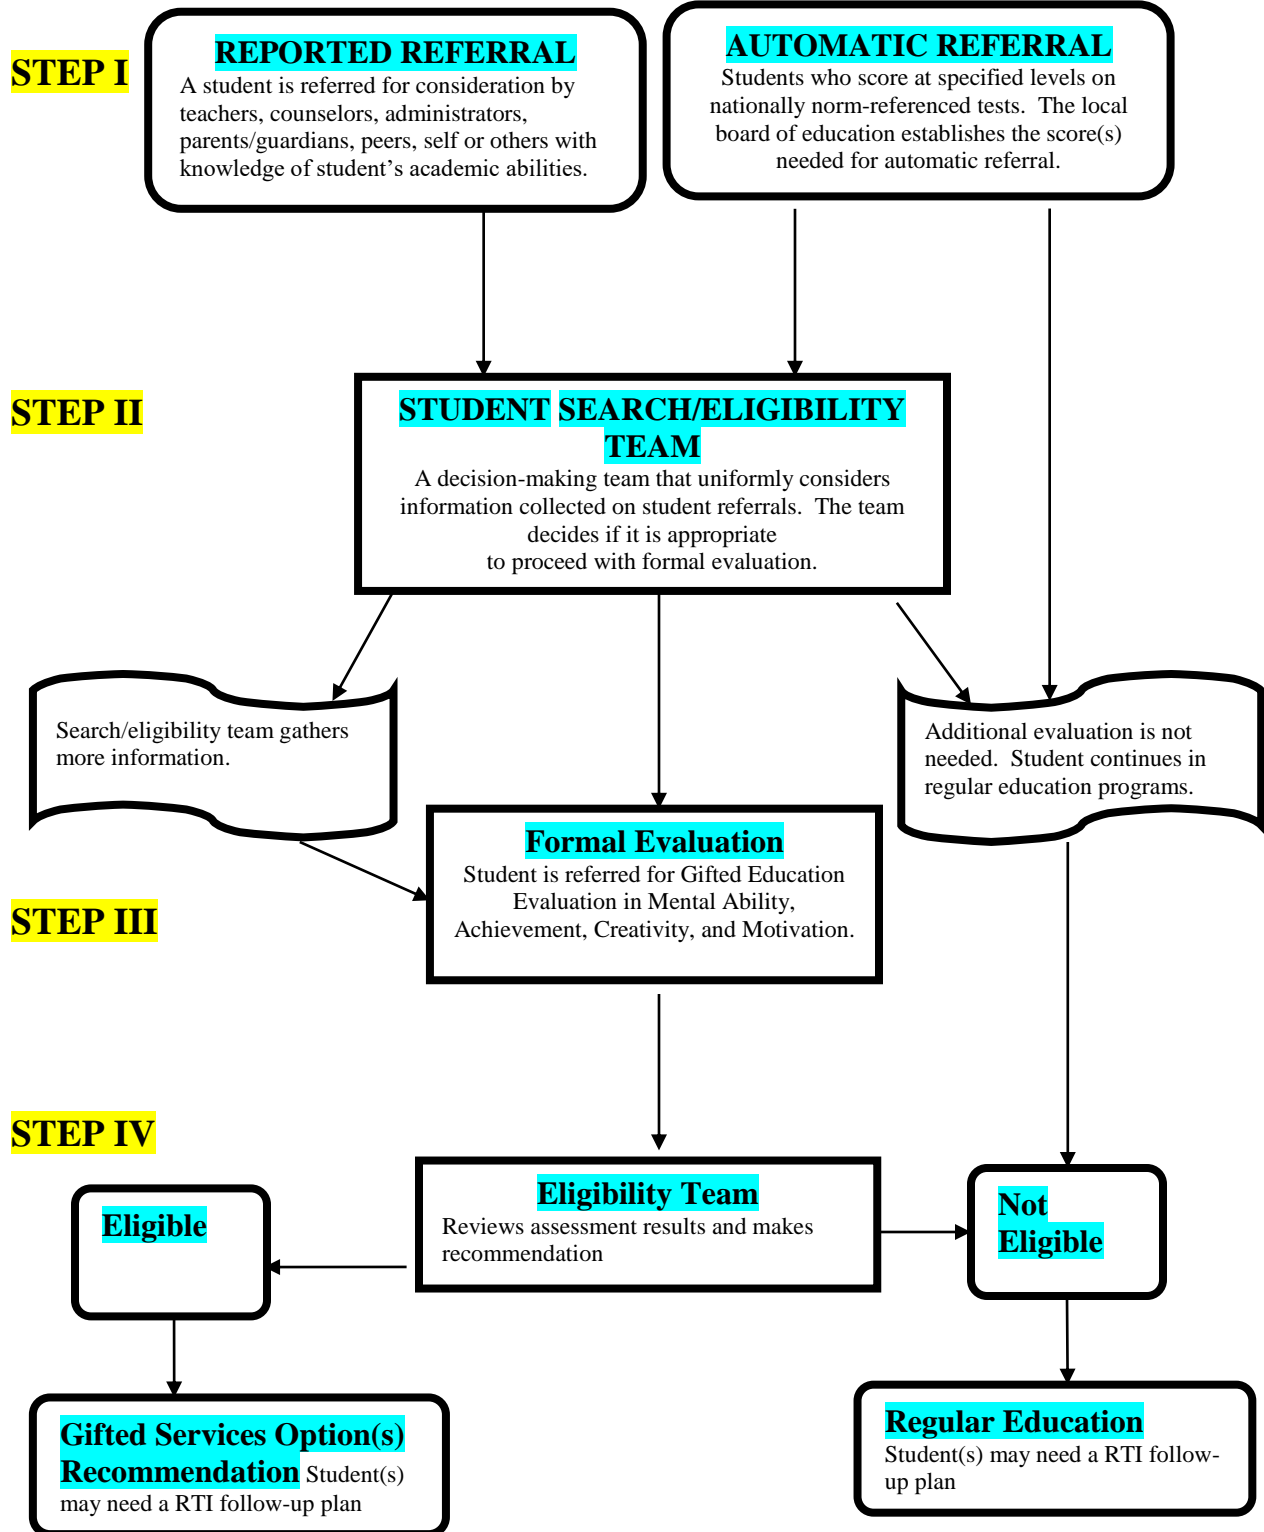 STEP I
REPORTED REFERRAL
A student is referred for consideration by
teachers, counselors, administrators,
parents/guardians, peers, self or others with
knowledge of student’s academic abilities.
AUTOMATIC REFERRAL
Students who score at specified levels on
nationally norm-referenced tests.  The local
board of education establishes the score(s)
needed for automatic referral.
STEP II
STUDENT SEARCH/ELIGIBILITY
TEAM
A decision-making team that uniformly considers
information collected on student referrals.  The team
decides if it is appropriate
to proceed with formal evaluation.
Search/eligibility team gathers
more information.
Additional evaluation is not
needed.  Student continues in
regular education programs.
STEP III
Formal Evaluation
Student is referred for Gifted Education
Evaluation in Mental Ability,
Achievement, Creativity, and Motivation.
STEP IV
Eligible
Eligibility Team
Reviews assessment results and makes
recommendation
Not
Eligible
Gifted Services Option(s)
Recommendation Student(s)
may need a RTI follow-up plan
Regular Education
Student(s) may need a RTI follow-
up plan